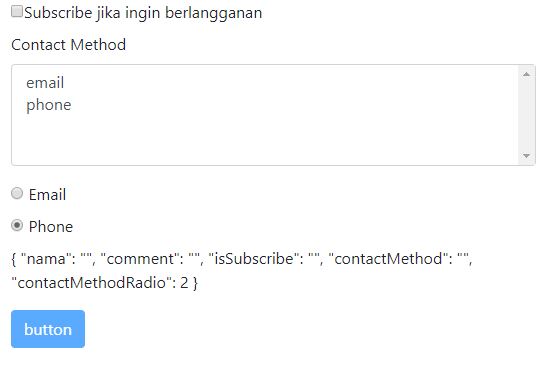 Subscribe jika ingin berlangganan
Contact Method
email
phone
Email
Phone
{ "nama": "", "comment": "", "isSubscribe": "", "contactMethod": "",
"contactMethodRadio": 2 }
button